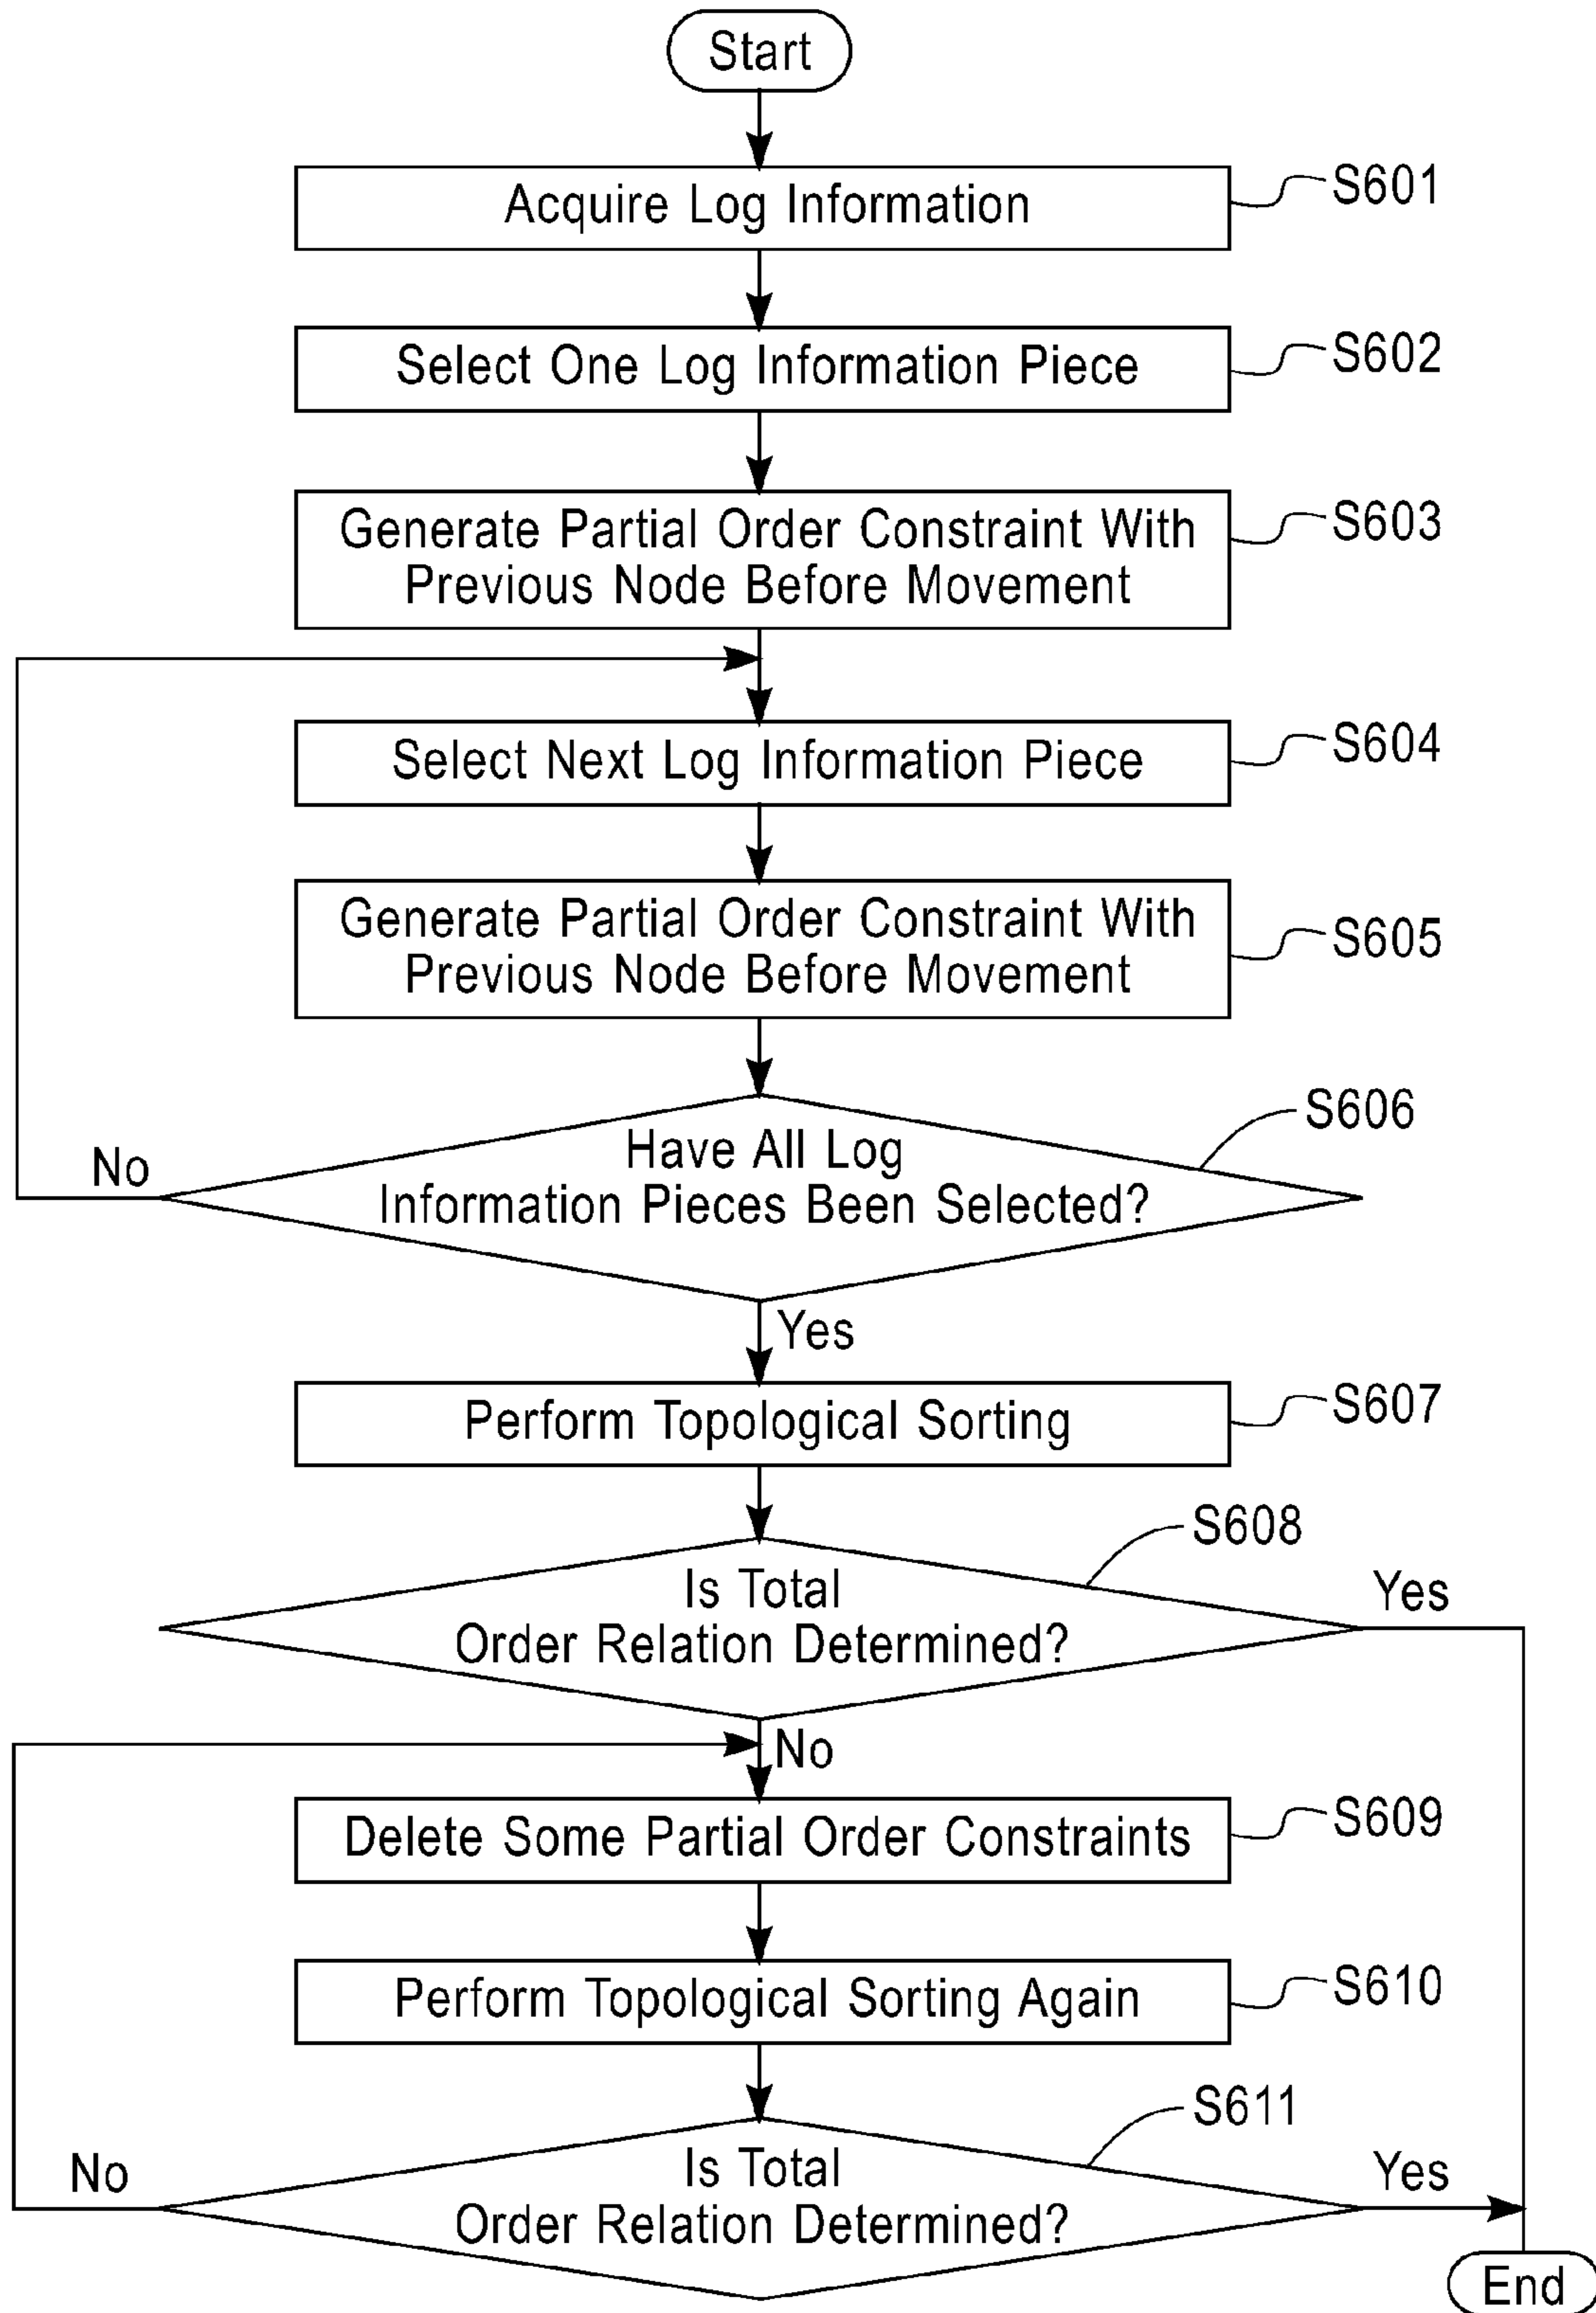 Start
Acquire Log Information
S601
Select One Log Information Piece
S602
Generate Partial Order Constraint With
Previous Node Before Movement
S603
Select Next Log Information Piece
S604
Generate Partial Order Constraint With
Previous Node Before Movement
S605
S606
Have All Log
Information Pieces Been Selected?
No
Yes
Perform Topological Sorting
S607
S608
Is Total
Order Relation Determined?
Yes
No
Delete Some Partial Order Constraints
S609
Perform Topological Sorting Again
S610
S611
Is Total
Order Relation Determined?
No
Yes
End